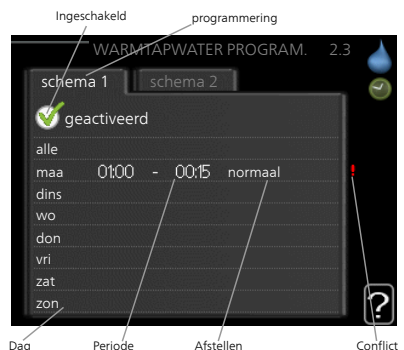 Ingeschakeld programmering
WARMTAPWATER PROGRAM. 2.3
schema 1 schema 2
geactiveerd
alle
maa 01:00 - 00:15 normaal !
dins
wo
don
vri
zat
zon
?
Dag Periode Afstellen Conflict